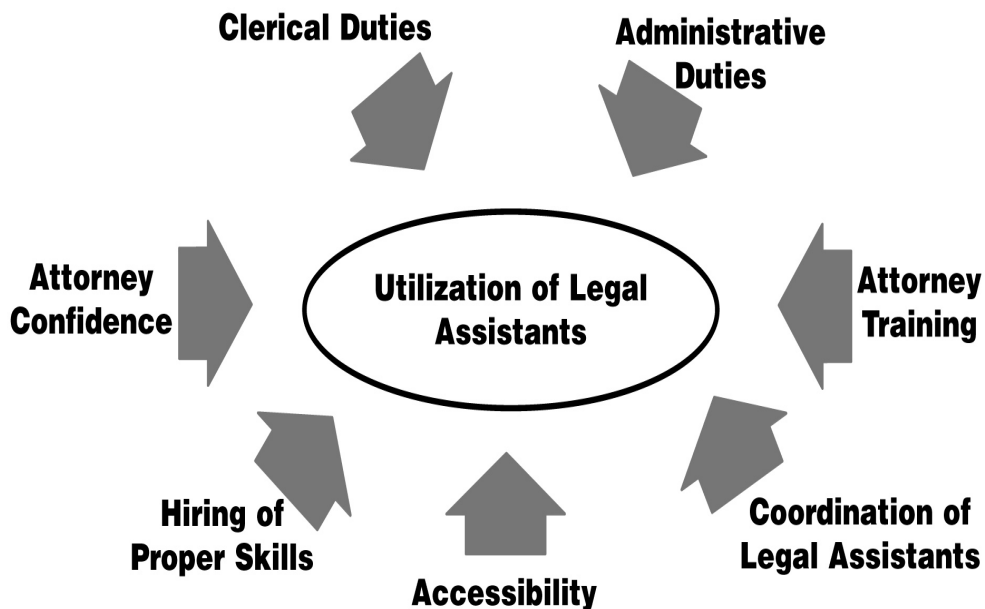 Clerical Duties
Administrative
Duties
Attorney
Confidence
Utilization of Legal
Assistants
Attorney
Training
Hiring of
Proper Skills
Accessibility
Coordination of
Legal Assistants